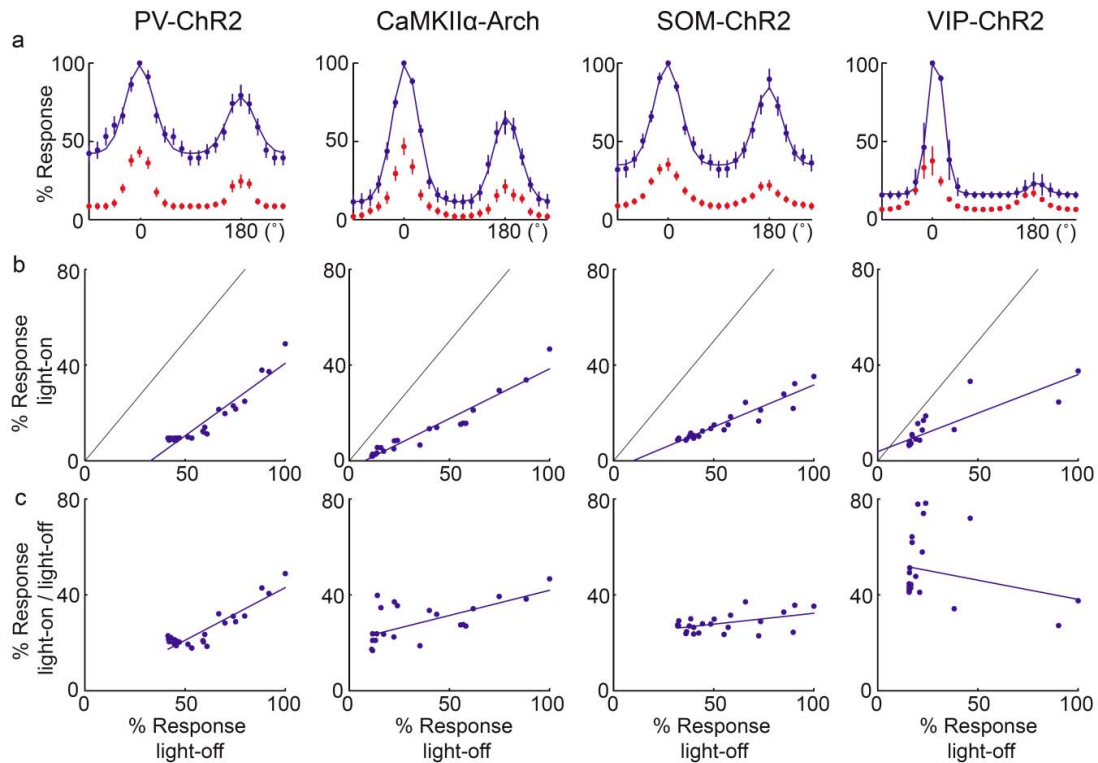 PV-ChR2 CaMKIIα-Arch SOM-ChR2 VIP-ChR2
a
% Response
100 100 100 100
50 50 50 50
0 0 0 0
0 180 (°) 0 180 (°) 0 180 (°) 0 180 (°)
b
% Response
light-on
80 80 80 80
40 40 40 40
0 0 0 0
0 50 100 0 50 100 0 50 100 0 50 100
c
% Response
light-on / light-off
80 80 80 80
40 40 40 40
0 0 0 0
0 50 100 0 50 100 0 50 100 0 50 100
% Response % Response % Response % Response
light-off light-off light-off light-off